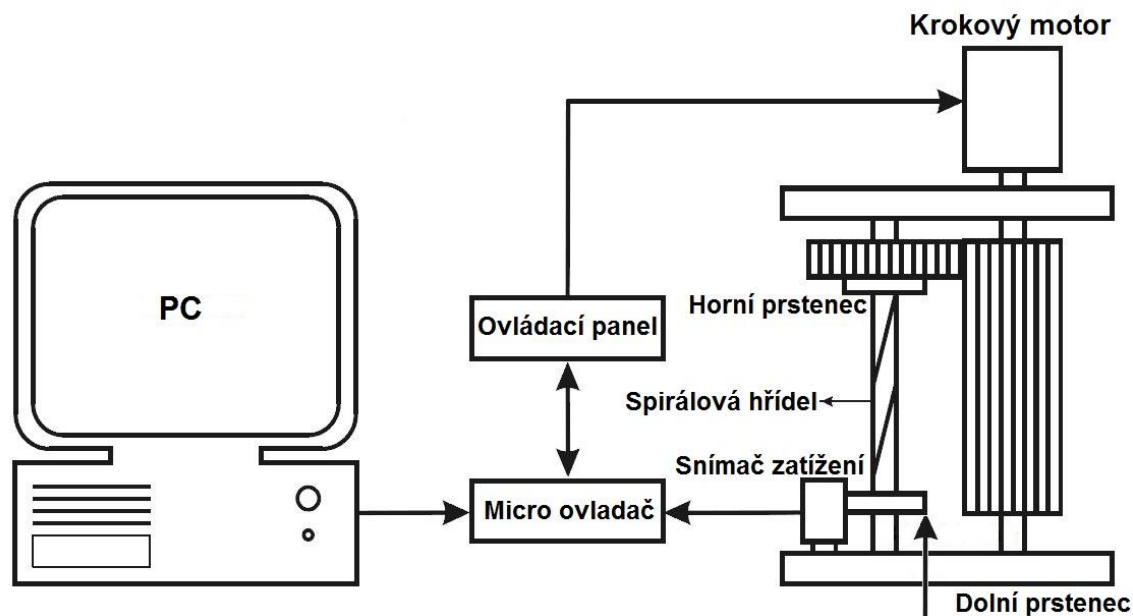 Krokový motor
PC
Ovládací panel
Horní prstenec
Spirálová hřídel
Snímač zatížení
Micro ovladač
Dolní prstenec